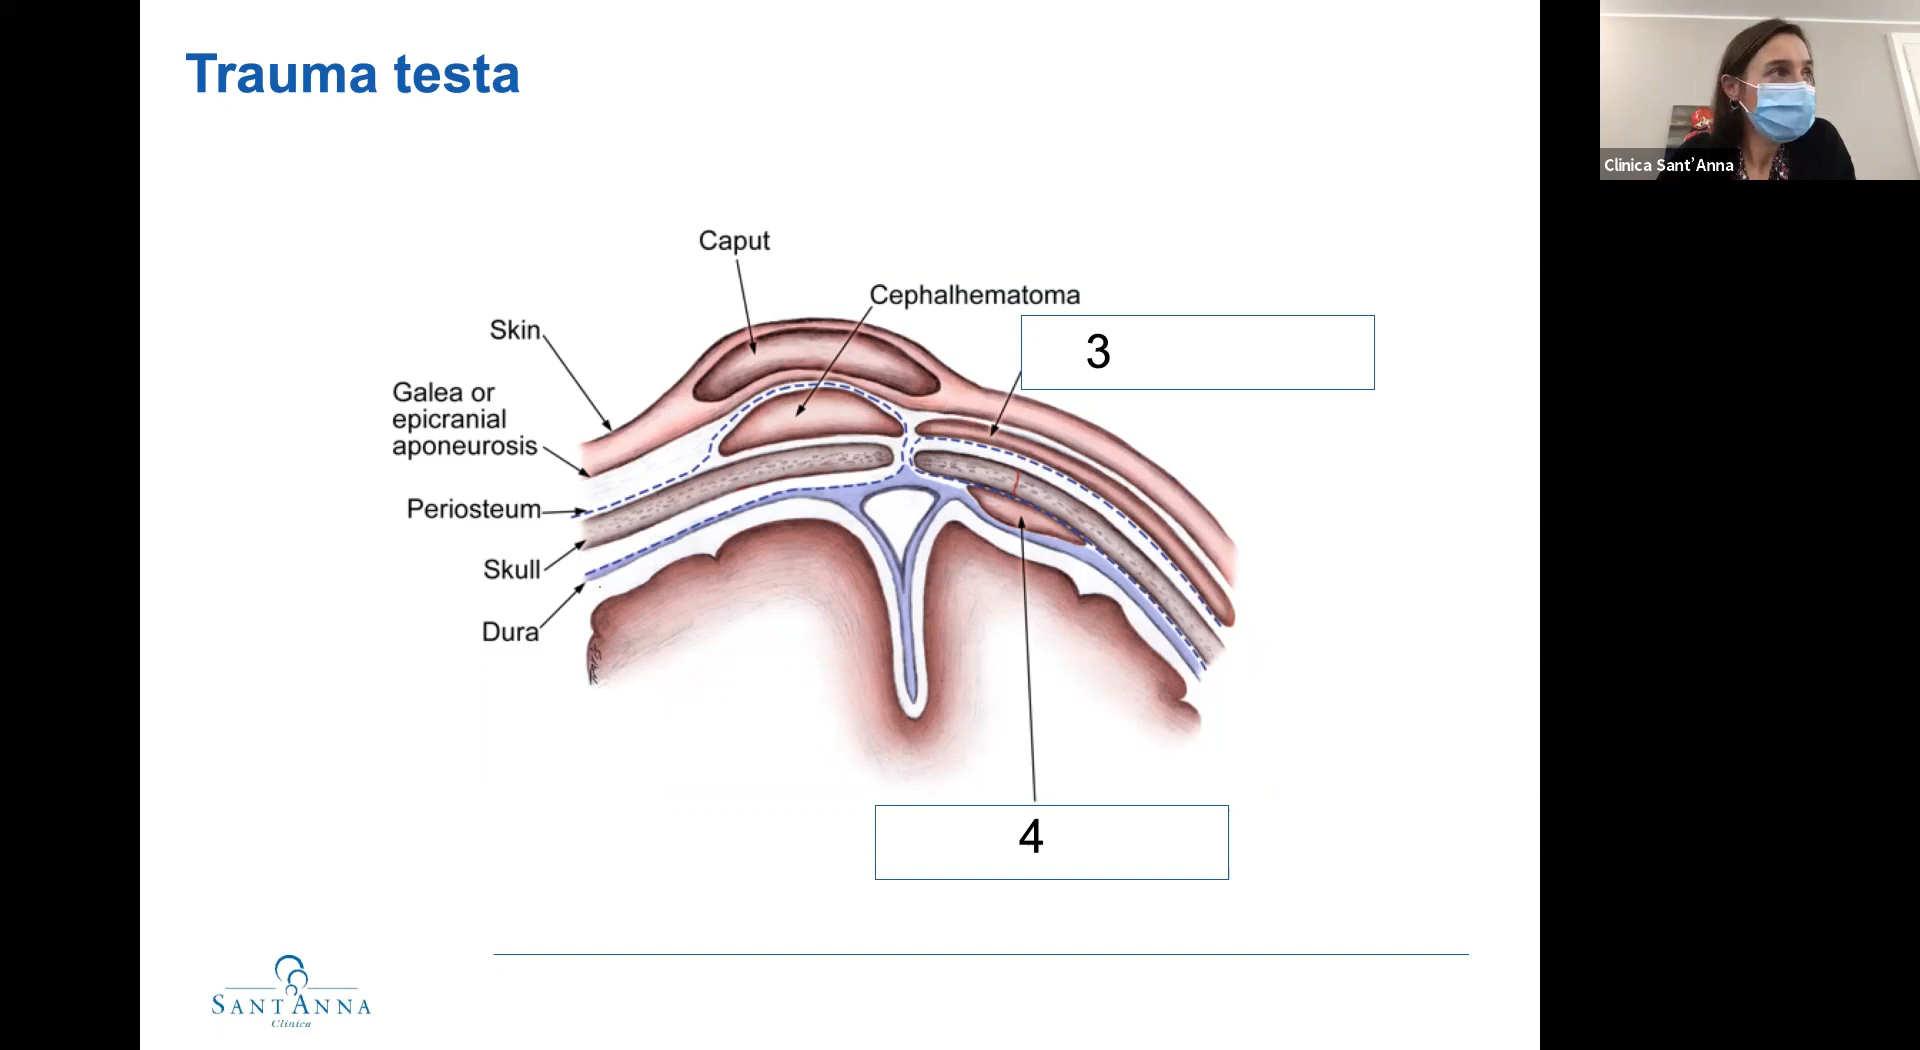 Trauma testa
Clinica Sant'Anna
Caput
Cephalhematoma
Skin
3
Galea or
epicranial
aponeurosis
Periosteum
Skull
Dura
4
SANT'ANNA
Clinica